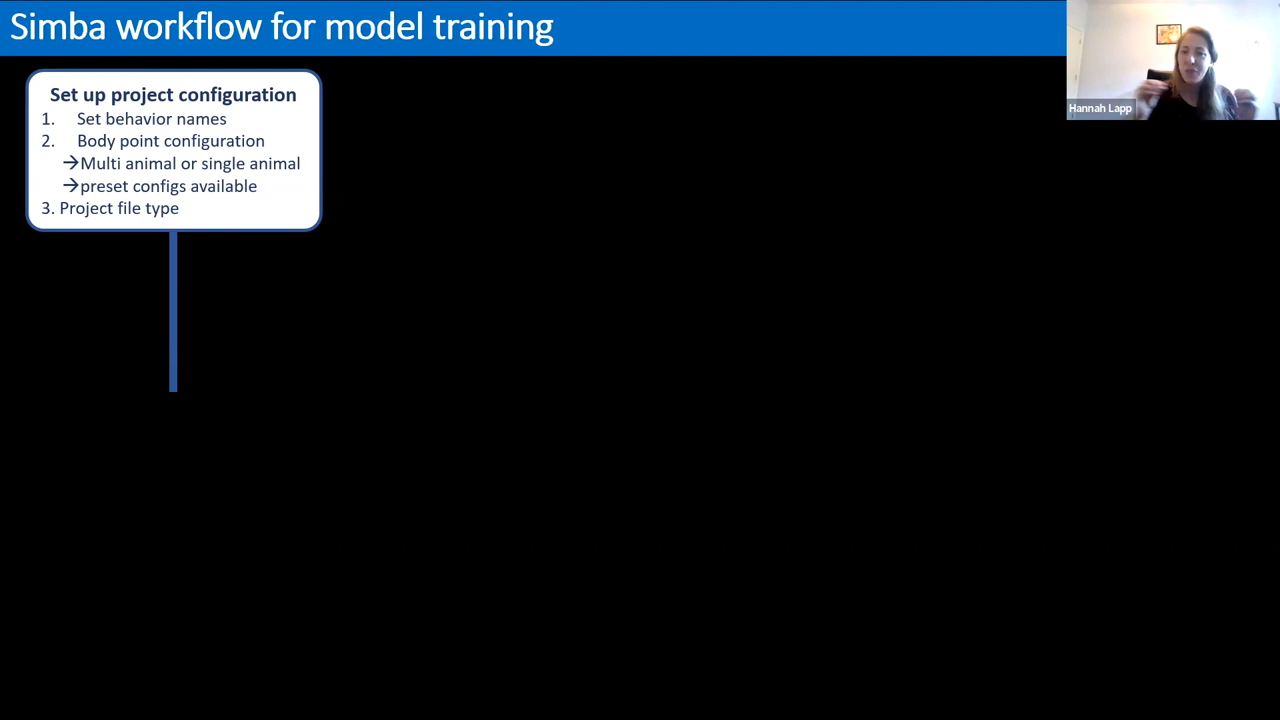 Simba workflow for model training
Hannah Lapp
Set up project configuration
1. Set behavior names
2. Body point configuration
→Multi animal or single animal
→preset configs available
3. Project file type